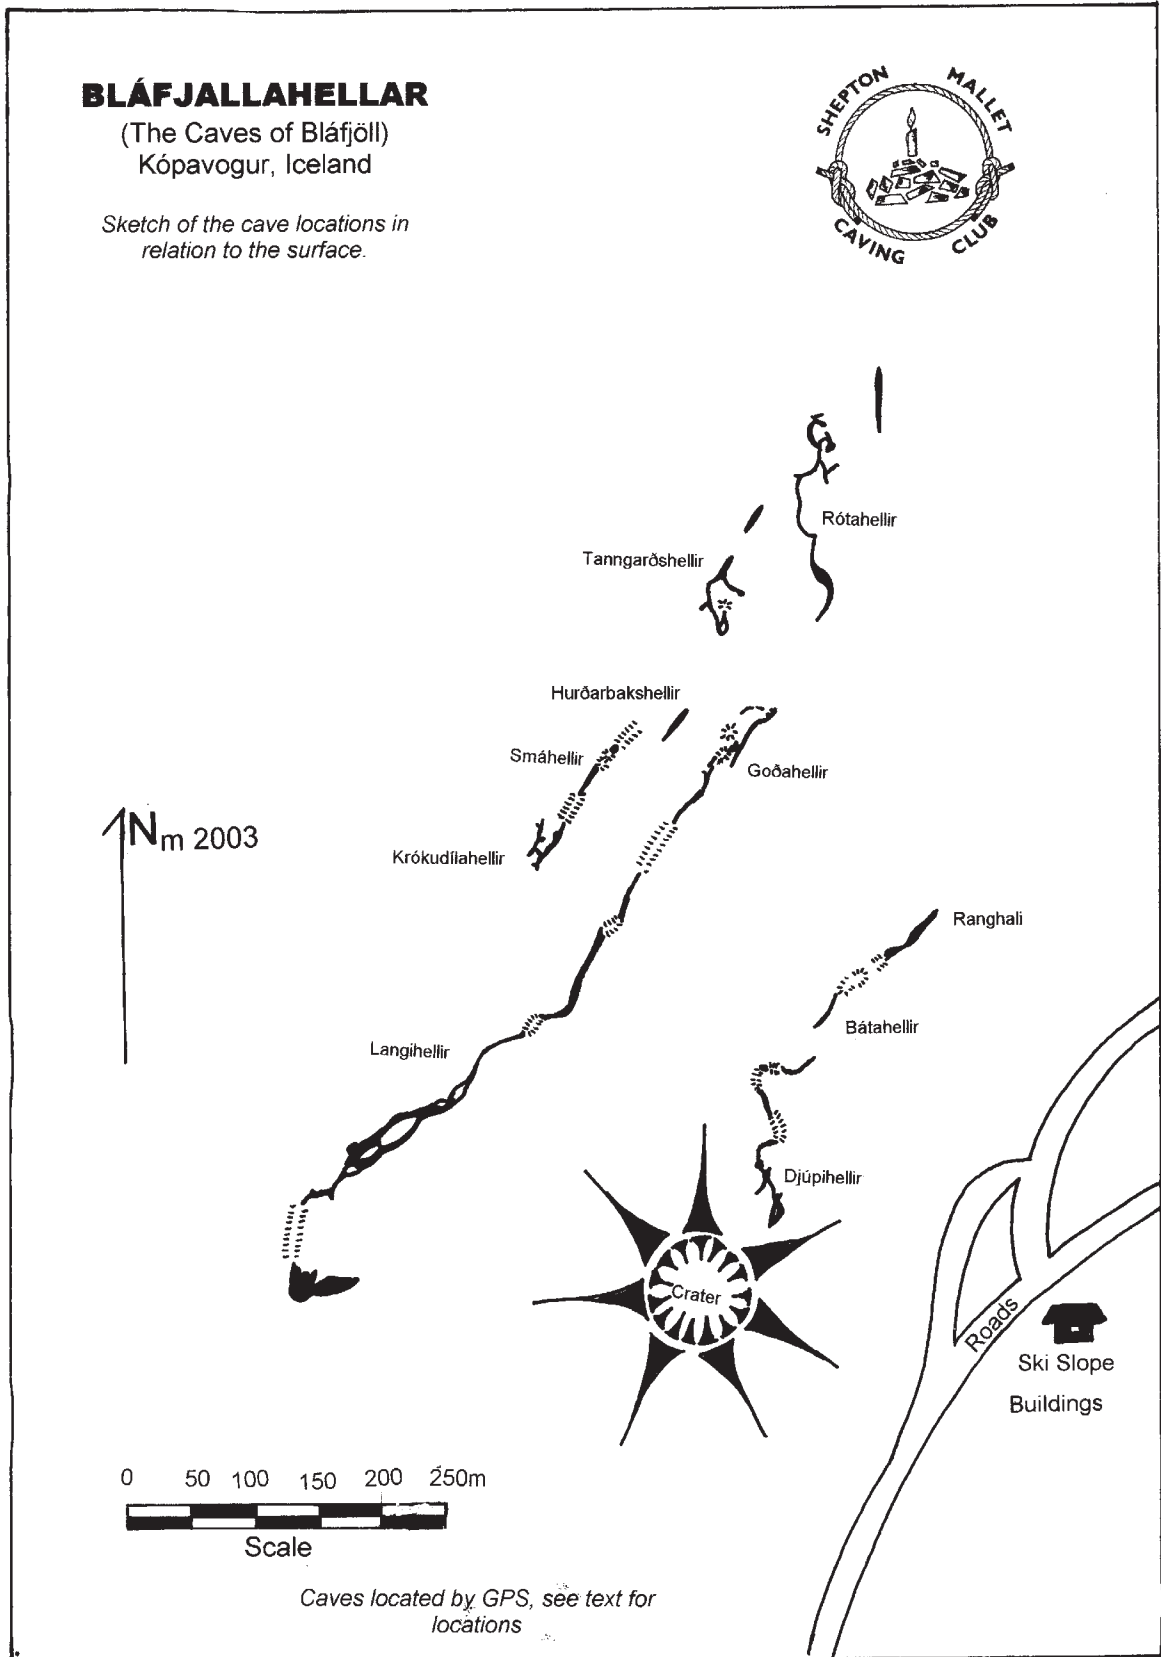 BLÁFJALLAHELLAR
(The Caves of Bláfjöll)
Kópavogur, Iceland
Sketch of the cave locations in
relation to the surface.
SHEPTON
MALLET
CAVING
CLUB
Rótahellir
Tanngarðshellir
Hurðarbakshellir
Smáhellir
Goðahellir
Nm 2003
Krókudílahellir
Ranghali
Bátahellir
Langihellir
Djúpihellir
Crater
Roads
Ski Slope
Buildings
0 50 100 150 200 250m
Scale
Caves located by GPS, see text for
locations